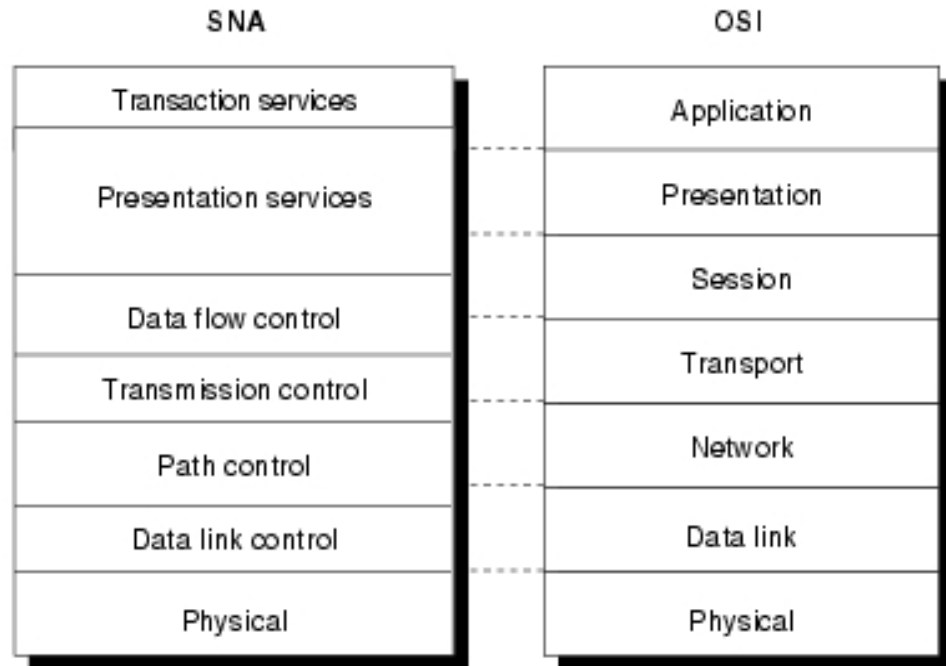 SNA
Transaction services
Presentation services
Data flow control
Transmission control
Path control
Data link control
Physical
OSI
Application
Presentation
Session
Transport
Network
Data link
Physical